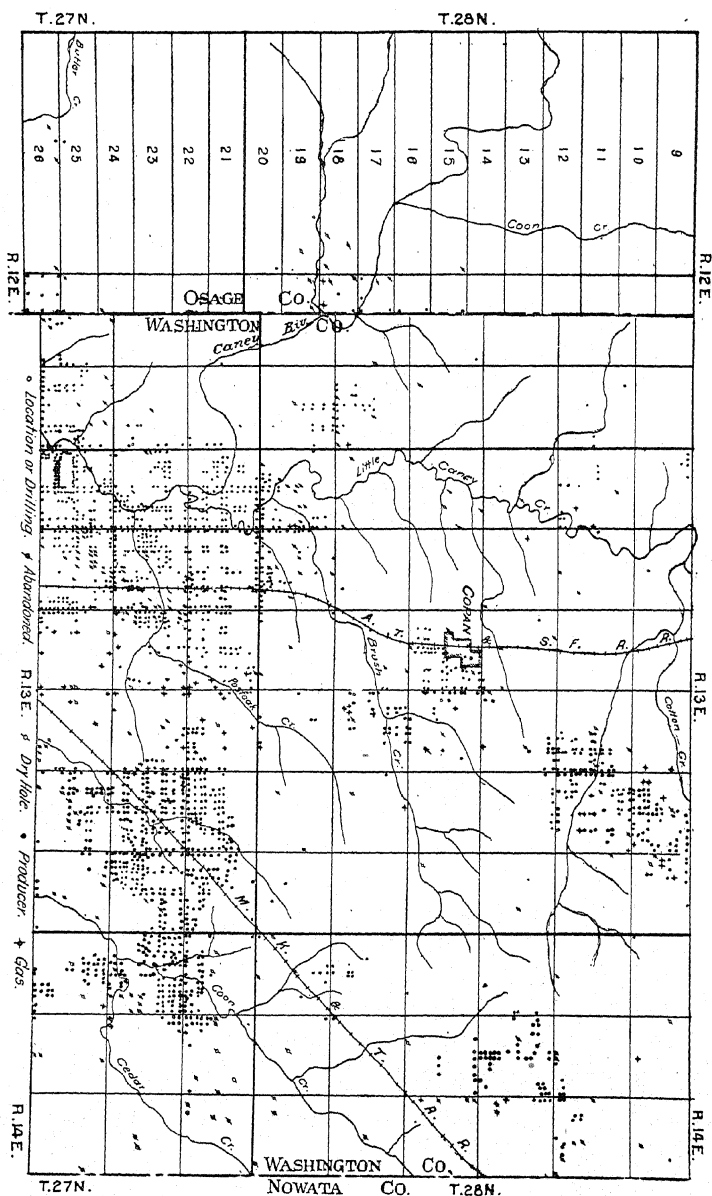 T.27N. T.28N.
Butler Cr.
26 25 24 23 22 21 20 19 18 17 16 15 14 13 12 11 10 9
Coon Cr.
R.12E. R.12E.
OSAGE Co.
WASHINGTON Co.
Caney Riv.
Little Caney Cr.
COPAN
A. T. & S. F. R. R.
Brush Cr.
Postoak Cr.
Cotton Cr.
R.13E. R.13E.
° Location or Drilling. Abandoned. Dry Hole. • Producer. Gas.
M. K. & T. R. R.
Coon Cr.
Cedar Cr.
R.14E. R.14E.
WASHINGTON Co.
NOWATA Co.
T.27N. T.28N.